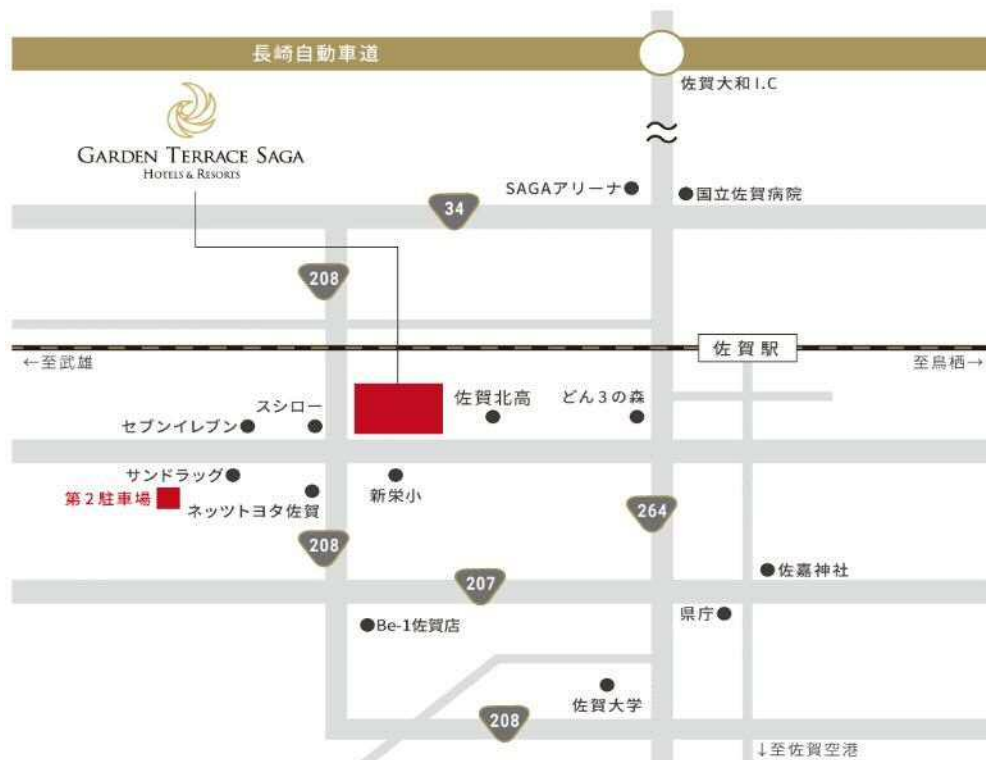 長崎自動車道
佐賀大和I.C
GARDEN TERRACE SAGA
HOTELS & RESORTS
SAGAアリーナ
国立佐賀病院
34
208
佐賀駅
←至武雄
至鳥栖→
スシロー
佐賀北高
どん3の森
セブンイレブン
サンドラッグ
新栄小
第2駐車場
ネッツトヨタ佐賀
264
208
207
佐嘉神社
県庁
Be-1佐賀店
佐賀大学
208
↓至佐賀空港